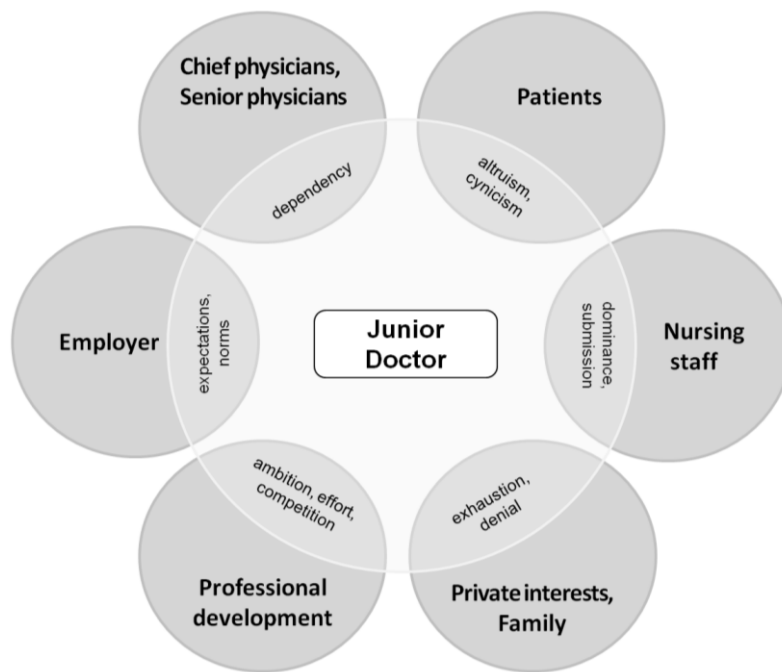 Chief physicians,
Senior physicians
dependency
Patients
altruism,
cynicism
Employer
expectations,
norms
Junior
Doctor
dominance,
submission
Nursing
staff
ambition, effort,
competition
Professional
development
exhaustion,
denial
Private interests,
Family